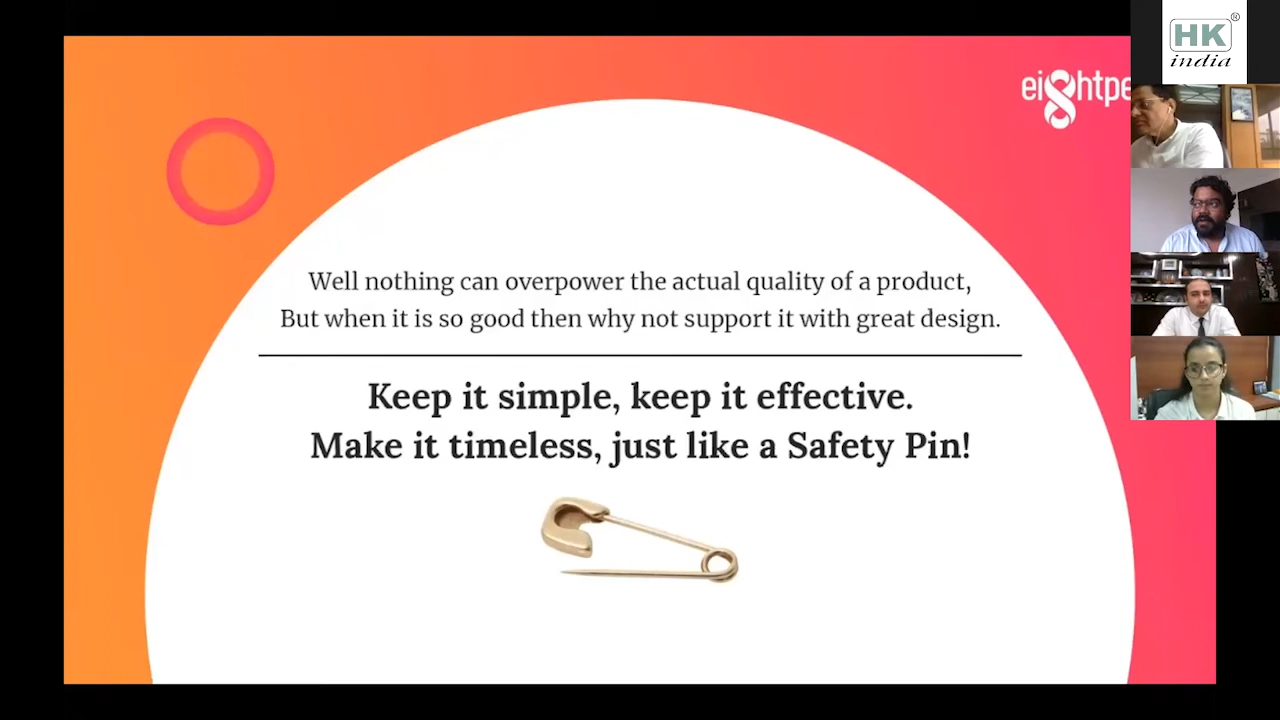 HK®
india
eightpe
Well nothing can overpower the actual quality of a product,
But when it is so good then why not support it with great design.
Keep it simple, keep it effective.
Make it timeless, just like a Safety Pin!